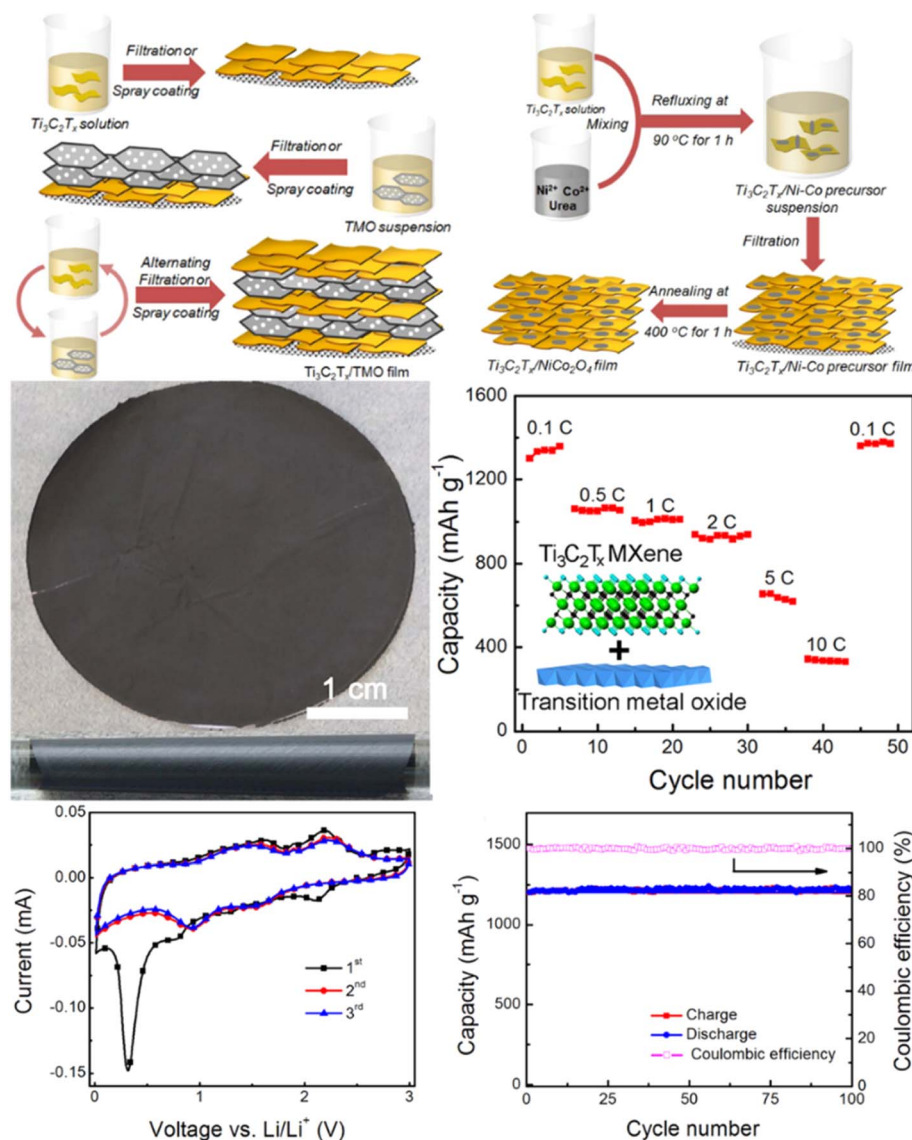 Filtration or
Spray coating
Ti₃C₂Tₓ solution
Filtration or
Spray coating
TMO suspension
Alternating
Filtration or
Spray coating
Ti₃C₂Tₓ/TMO film
Ti₃C₂Tₓ solution
Mixing
Refluxing at
90 °C for 1 h
Ni²⁺ Co²⁺
Urea
Ti₃C₂Tₓ/Ni-Co precursor
suspension
Filtration
Annealing at
400 °C for 1 h
Ti₃C₂Tₓ/NiCo₂O₄ film
Ti₃C₂Tₓ/Ni-Co precursor film
1 cm
Capacity (mAh g⁻¹)
1600
1200
800
400
0
0.1 C
0.5 C
1 C
2 C
5 C
10 C
0.1 C
Ti₃C₂Tₓ MXene
+
Transition metal oxide
0 10 20 30 40 50
Cycle number
Current (mA)
0.05
0.00
-0.05
-0.10
-0.15
1st
2nd
3rd
0 1 2 3
Voltage vs. Li/Li⁺ (V)
Capacity (mAh g⁻¹)
1500
1250
750
500
0
Charge
Discharge
Coulombic efficiency
100
80
60
40
20
0
Coulombic efficiency (%)
0 25 50 75 100
Cycle number